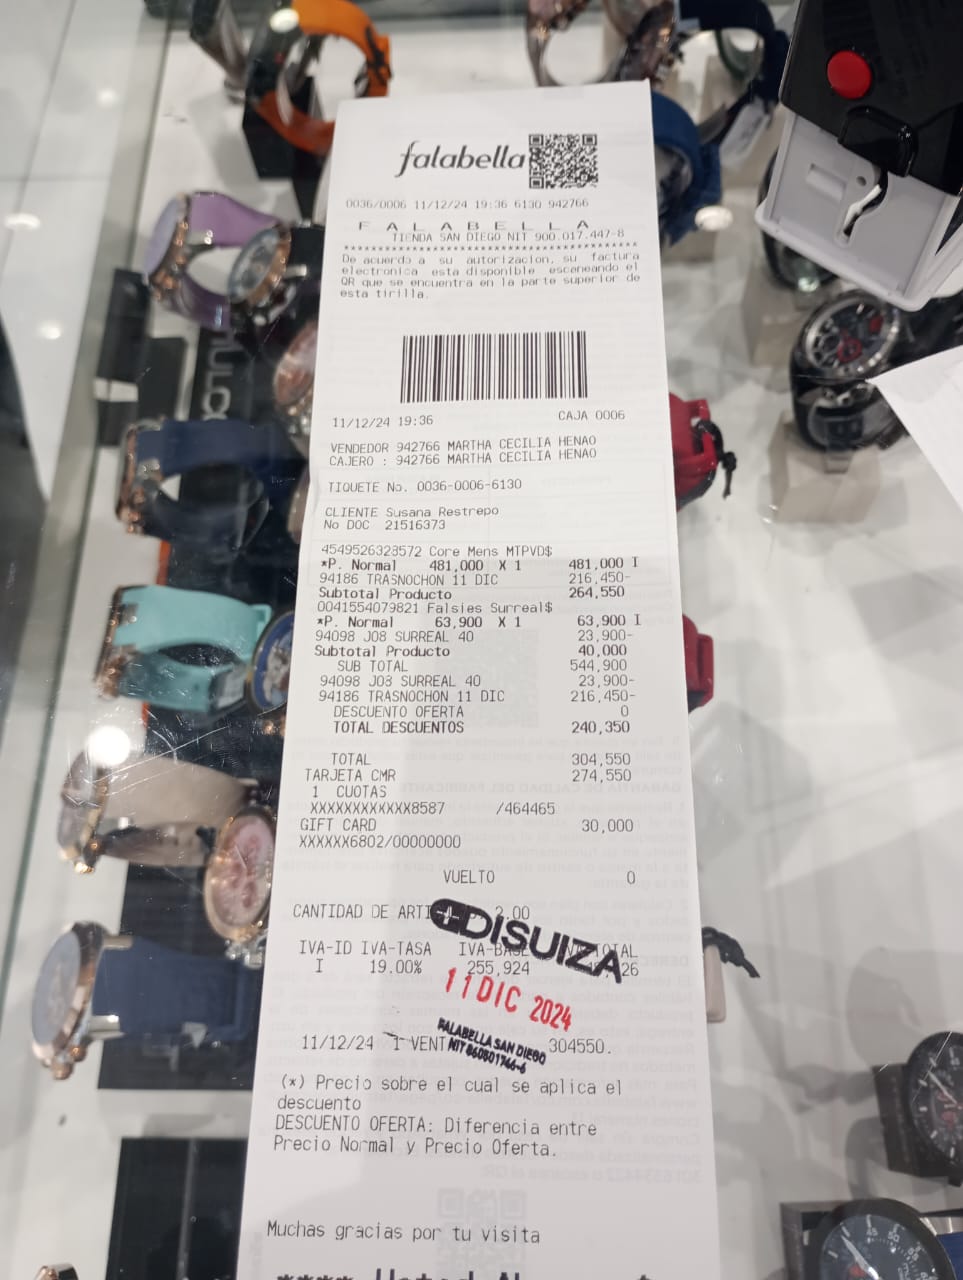 falabella
0036/0006 11/12/24 19:36 6130 942766
F A L A B E L L A
TIENDA SAN DIEGO NIT 900.017.447-8
****************************************
De acuerdo a su autorizacion, su factura
electronica esta disponible escaneando el
QR que se encuentra en la parte superior de
esta tirilla.
11/12/24 19:36 CAJA 0006
VENDEDOR 942766 MARTHA CECILIA HENAO
CAJERO : 942766 MARTHA CECILIA HENAO
TIQUETE No. 0036-0006-6130
CLIENTE Susana Restrepo
No DOC 21516373
4549526328572 Core Mens MTPVD$
*P. Normal 481,000 X 1 481,000 I
94186 TRASNOCHON 11 DIC 216,450-
Subtotal Producto 264,550
0041554079821 Falsies Surreal$
*P. Normal 63,900 X 1 63,900 I
94098 J08 SURREAL 40 23,900-
Subtotal Producto 40,000
SUB TOTAL 544,900
94098 J08 SURREAL 40 23,900-
94186 TRASNOCHON 11 DIC 216,450-
DESCUENTO OFERTA 0
TOTAL DESCUENTOS 240,350
TOTAL 304,550
TARJETA CMR 274,550
1 CUOTAS
XXXXXXXXXXXX8587 /464465
GIFT CARD 30,000
XXXXXX6802/00000000
VUELTO 0
CANTIDAD DE ARTI 2.00
DISUIZA
IVA-ID IVA-TASA IVA-BASE TOTAL
I 19.00% 255,924 26
11 DIC 2024
FALABELLA SAN DIEGO
NIT 860501766-6
11/12/24 1 VENT 304550.
(*) Precio sobre el cual se aplica el
descuento
DESCUENTO OFERTA: Diferencia entre
Precio Normal y Precio Oferta.
Muchas gracias por tu visita